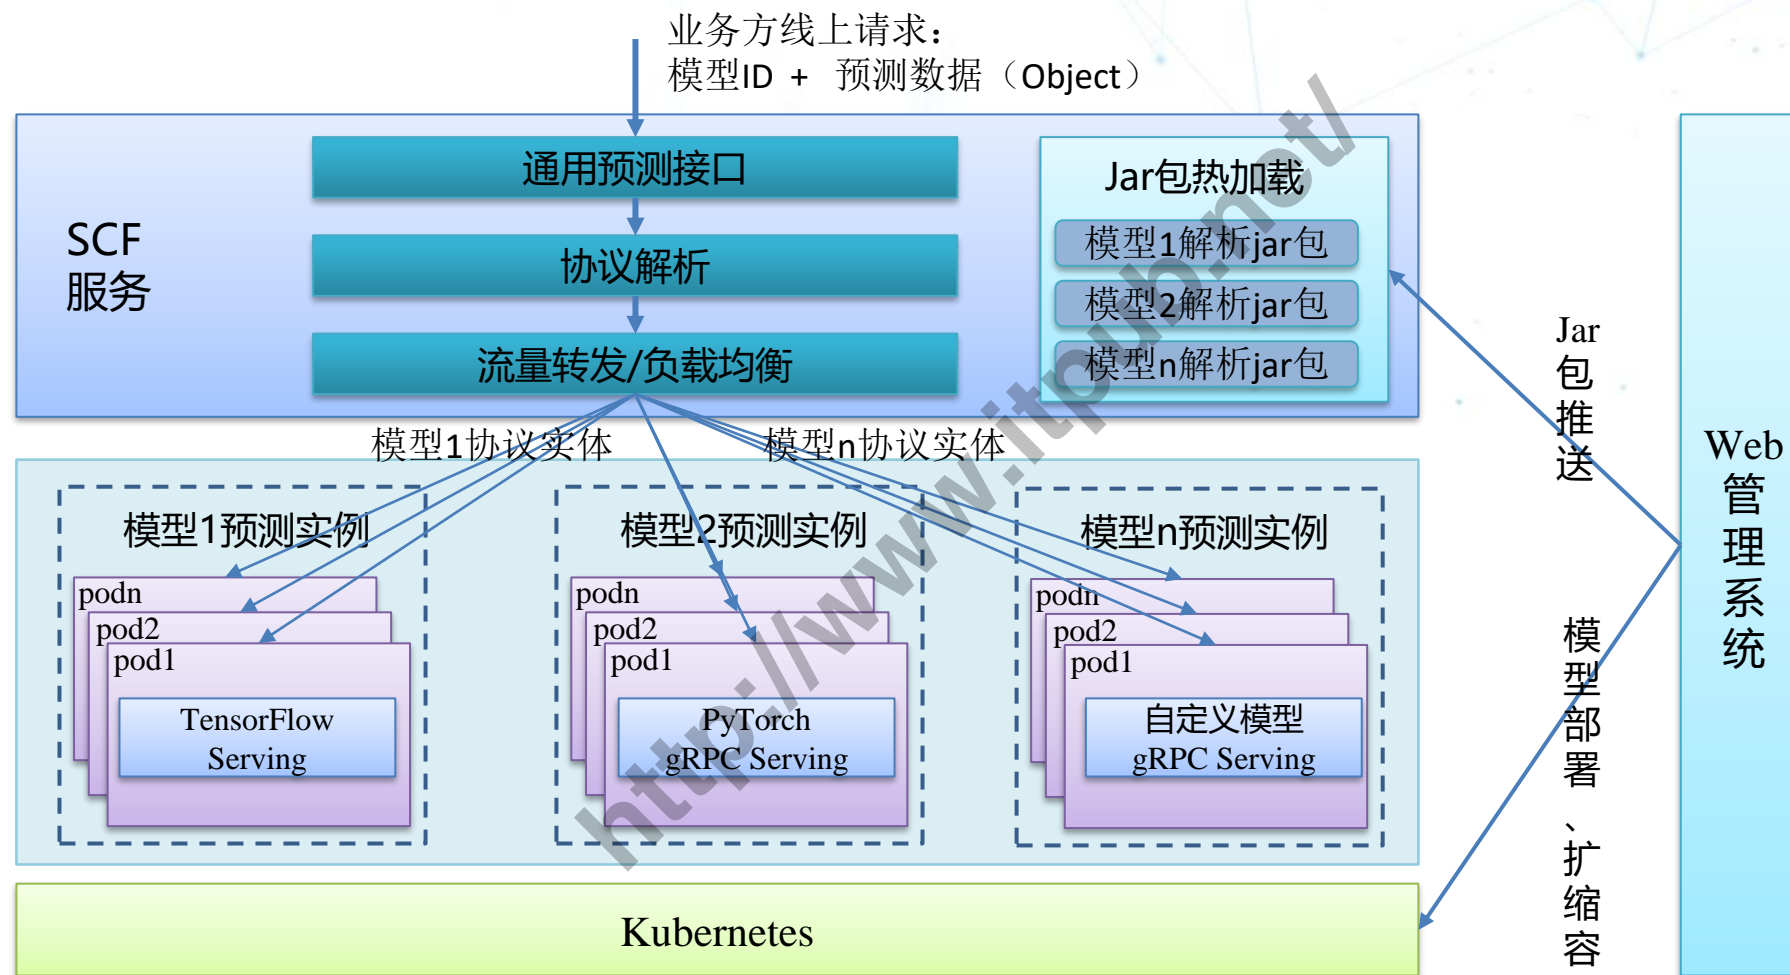 业务方线上请求：
模型ID + 预测数据（Object）
SCF
服务
通用预测接口
协议解析
流量转发/负载均衡
Jar包热加载
模型1解析jar包
模型2解析jar包
模型n解析jar包
模型1协议实体
模型n协议实体
模型1预测实例
podn
pod2
pod1
TensorFlow
Serving
模型2预测实例
podn
pod2
pod1
PyTorch
gRPC Serving
模型n预测实例
podn
pod2
pod1
自定义模型
gRPC Serving
Kubernetes
Jar
包
推
送
模
型
部
署
、
扩
缩
容
Web
管
理
系
统
http://www.itpub.net/